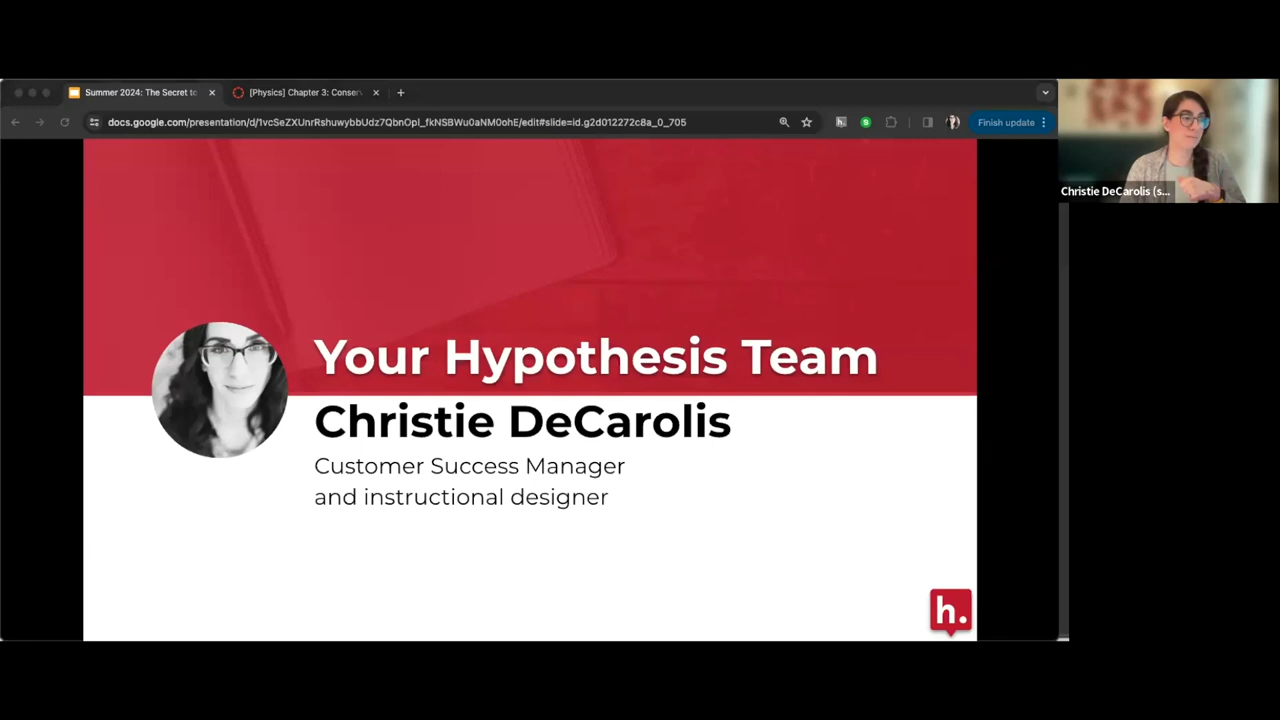 Summer 2024: The Secret to
[Physics] Chapter 3: Conser
docs.google.com/presentation/d/1vcSeZXUnrRshuwybbUdz7QbnOpl_fkNSBWu0aNM0ohE/edit#slide=id.g2d012272c8a_0_705
Finish update
Christie DeCarolis (s...
Your Hypothesis Team
Christie DeCarolis
Customer Success Manager
and instructional designer
h.